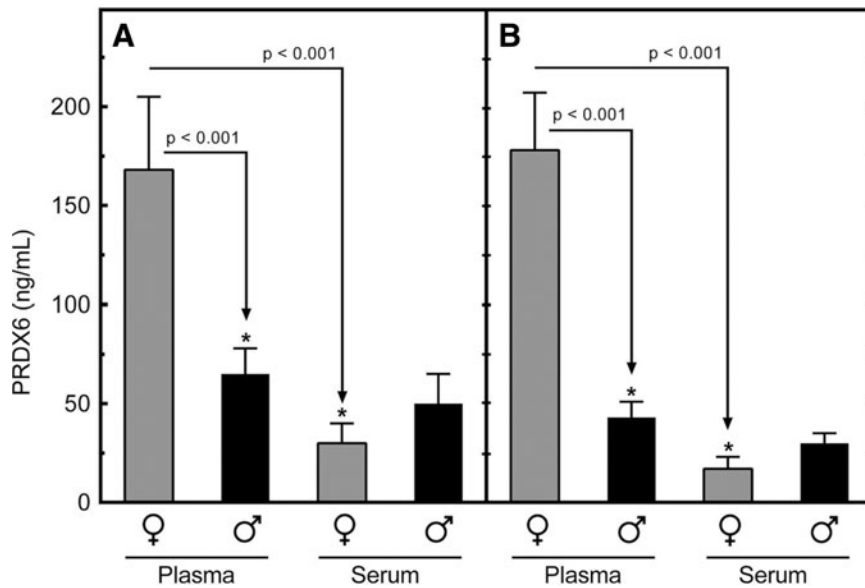 A
B
p < 0.001
p < 0.001
p < 0.001
p < 0.001
PRDX6 (ng/mL)
200
150
100
50
0
*
*
*
*
♀ ♂ ♀ ♂ ♀ ♂ ♀ ♂
Plasma Serum Plasma Serum